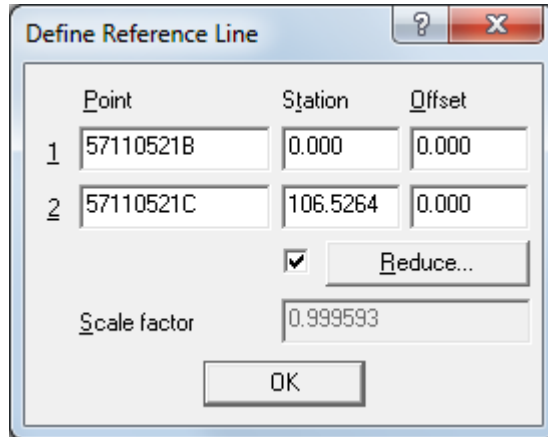 Define Reference Line
? X
Point Station Offset
1 57110521B 0.000 0.000
2 57110521C 106.5264 0.000
Reduce...
Scale factor 0.999593
OK